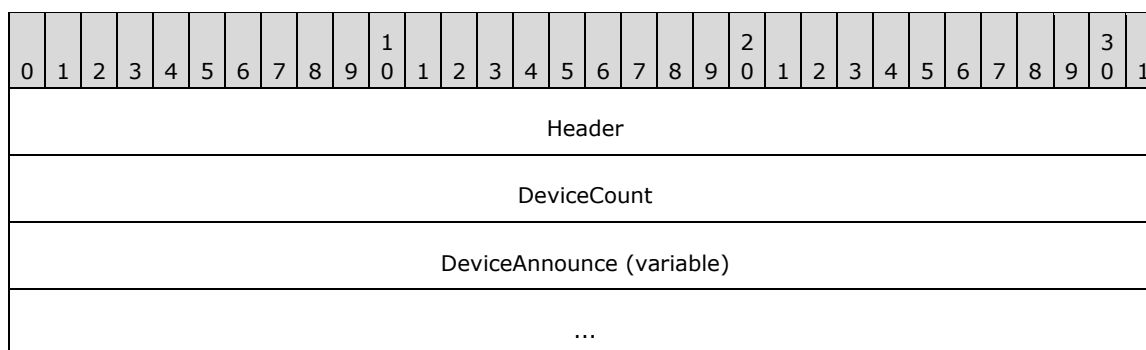 1 2 3
0 1 2 3 4 5 6 7 8 9 0 1 2 3 4 5 6 7 8 9 0 1 2 3 4 5 6 7 8 9 0 1
Header
DeviceCount
DeviceAnnounce (variable)
...